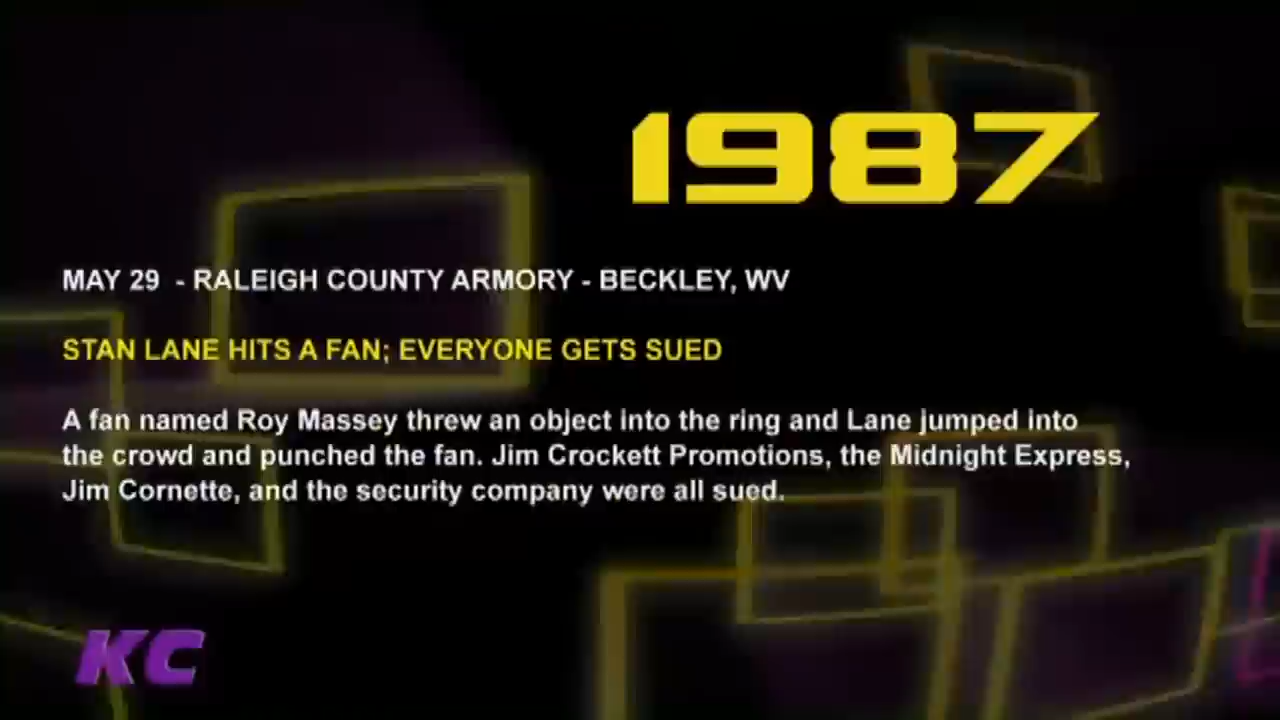 1987
MAY 29 - RALEIGH COUNTY ARMORY - BECKLEY, WV
STAN LANE HITS A FAN; EVERYONE GETS SUED
A fan named Roy Massey threw an object into the ring and Lane jumped into
the crowd and punched the fan. Jim Crockett Promotions, the Midnight Express,
Jim Cornette, and the security company were all sued.
KC